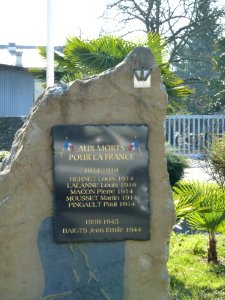 AUX MORTS
POUR LA FRANCE
1914-1918
BERNET Louis 1914
LALANNE Louis 1916
MACON Pierre 1914
MOUSSET Martin 1914
PINGAULT Paul 1914
1939-1945
BAIGTS Jean Emile 1944